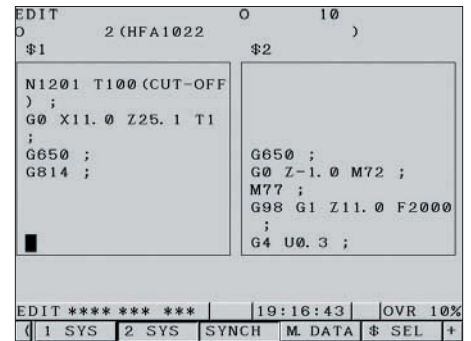 EDIT O 10
O 2(HFA1022 )
$1 $2
N1201 T100(CUT-OFF
) ;
G0 X11.0 Z25.1 T1
;
G650 ;
G814 ;
G650 ;
G0 Z-1.0 M72 ;
M77 ;
G98 G1 Z11.0 F2000
;
G4 U0.3 ;
EDIT **** *** *** 19:16:43 OVR 10%
( 1 SYS 2 SYS SYNCH M. DATA $ SEL +